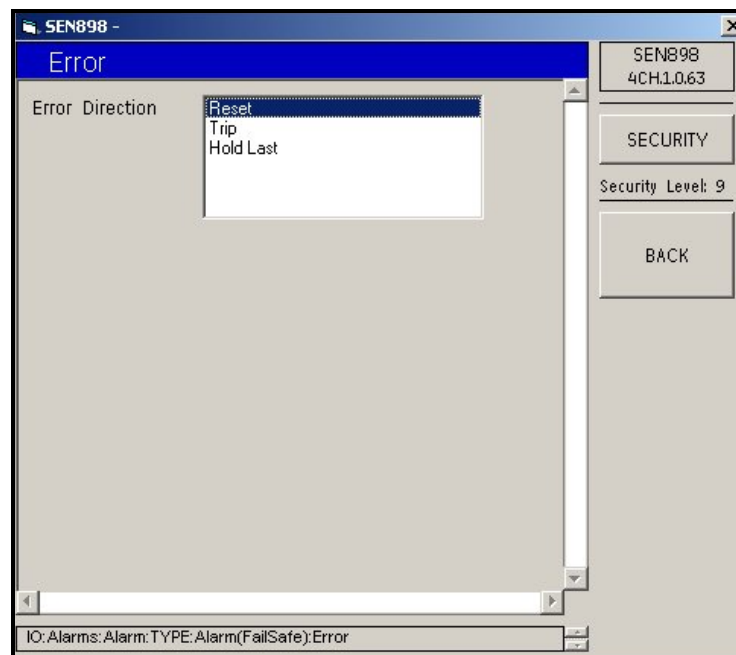 SEN898 -
Error
Error Direction
Reset
Trip
Hold Last
SEN898
4CH.1.0.63
SECURITY
Security Level: 9
BACK
IO:Alarms:Alarm:TYPE:Alarm(FailSafe):Error